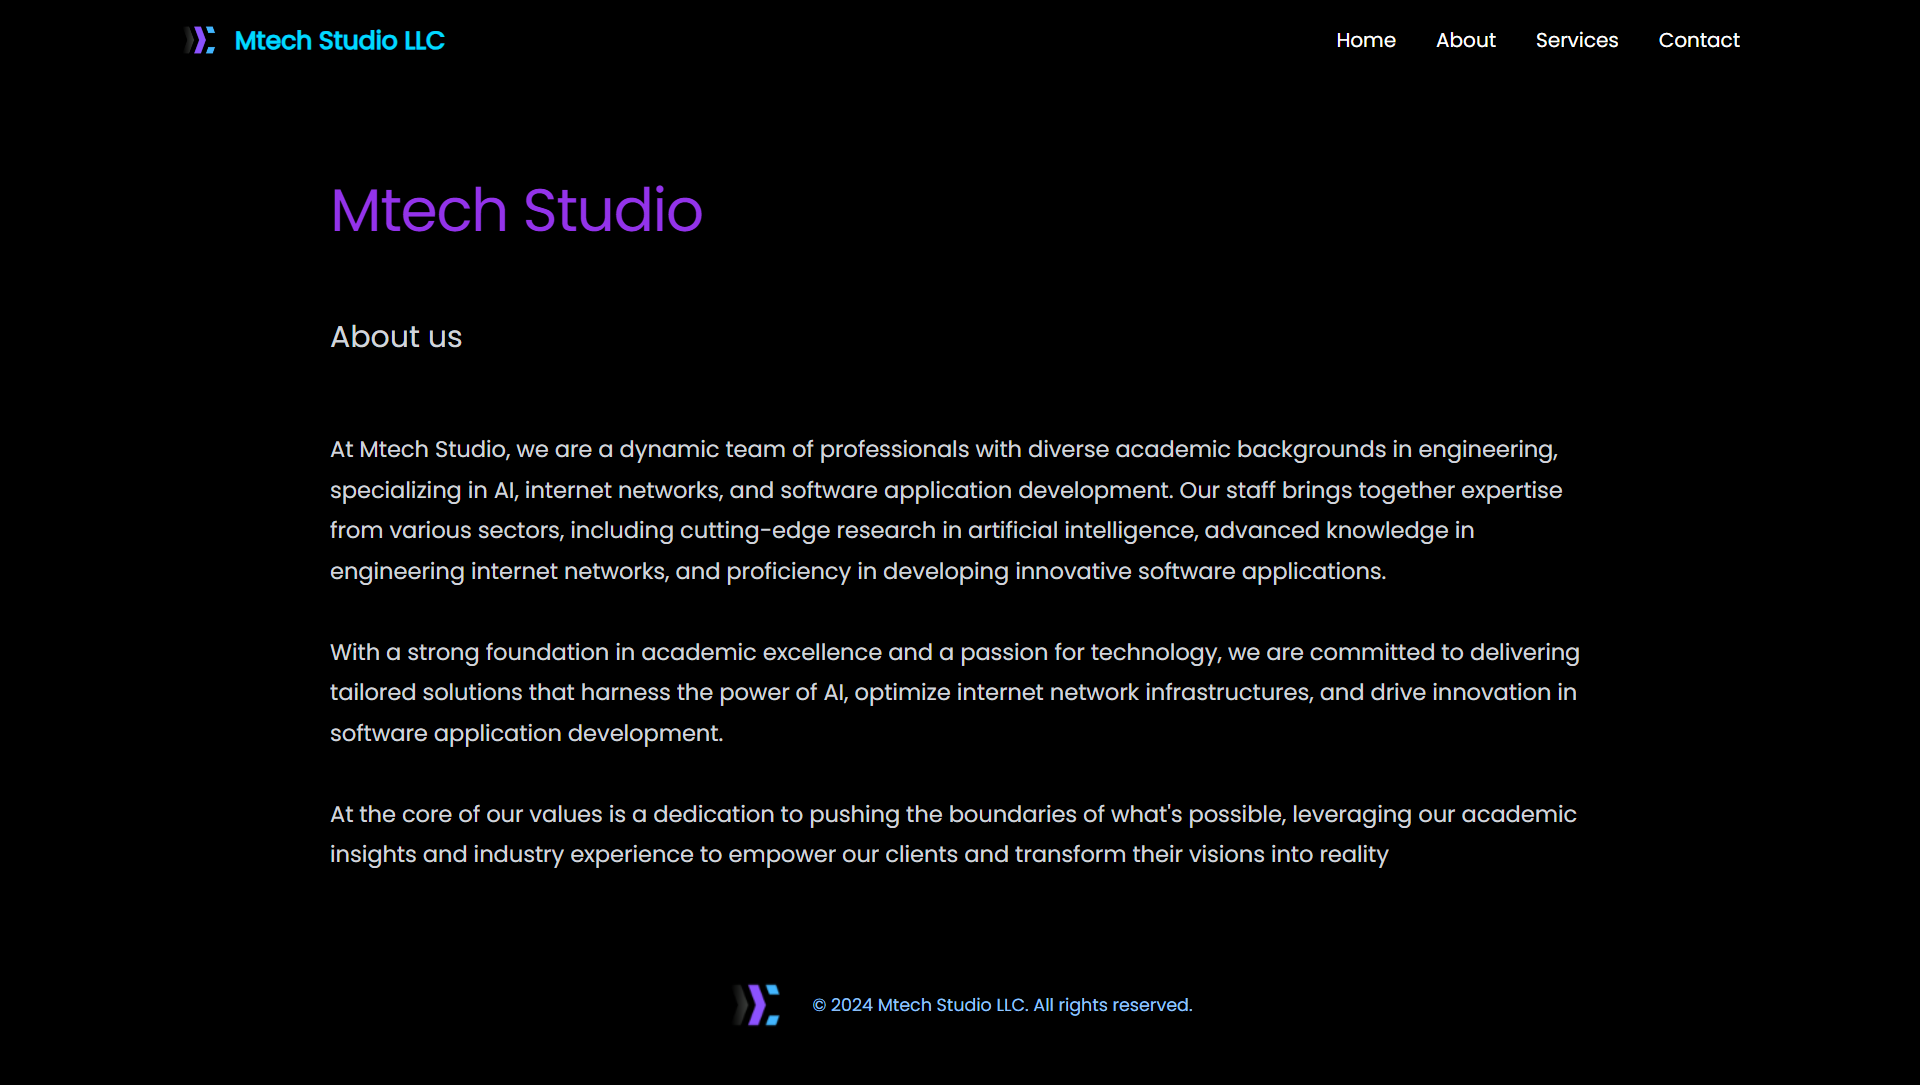 Mtech Studio LLC
Home About Services Contact
Mtech Studio
About us
At Mtech Studio, we are a dynamic team of professionals with diverse academic backgrounds in engineering,
specializing in AI, internet networks, and software application development. Our staff brings together expertise
from various sectors, including cutting-edge research in artificial intelligence, advanced knowledge in
engineering internet networks, and proficiency in developing innovative software applications.
With a strong foundation in academic excellence and a passion for technology, we are committed to delivering
tailored solutions that harness the power of AI, optimize internet network infrastructures, and drive innovation in
software application development.
At the core of our values is a dedication to pushing the boundaries of what's possible, leveraging our academic
insights and industry experience to empower our clients and transform their visions into reality
© 2024 Mtech Studio LLC. All rights reserved.